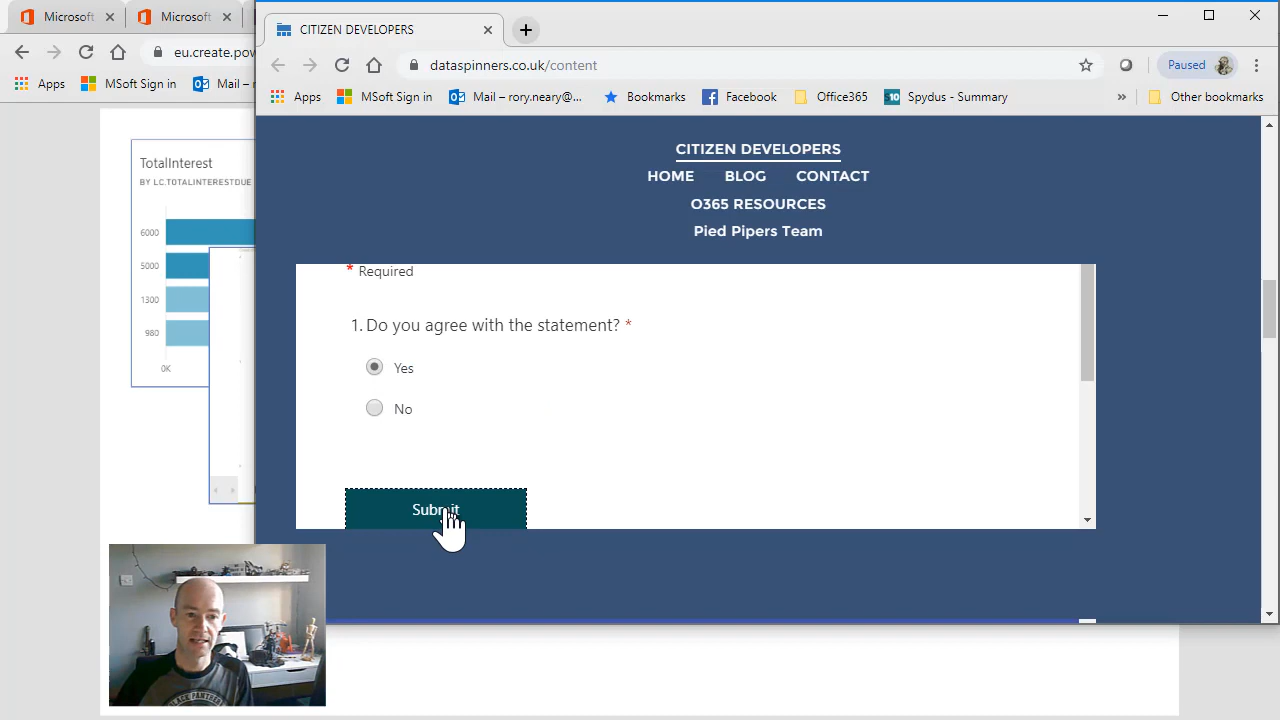 Microsoft
Microsoft
CITIZEN DEVELOPERS
eu.create.pov
dataspinners.co.uk/content
Paused
Apps
MSoft Sign in
Mail – r
Apps
MSoft Sign in
Mail – rory.neary@...
Bookmarks
Facebook
Office365
Spydus - Summary
»
Other bookmarks
CITIZEN DEVELOPERS
HOME
BLOG
CONTACT
O365 RESOURCES
Pied Pipers Team
TotalInterest
BY LC.TOTALINTERESTDUE
6000
5000
1300
980
0K
* Required
1. Do you agree with the statement? *
Yes
No
Submit
BLACK PANTHER